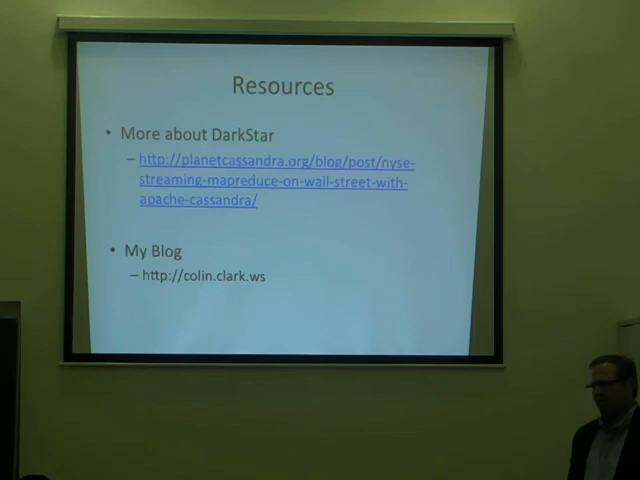 Resources
• More about DarkStar
– http://planetcassandra.org/blog/post/nyse-
streaming-mapreduce-on-wall-street-with-
apache-cassandra/
• My Blog
– http://colin.clark.ws